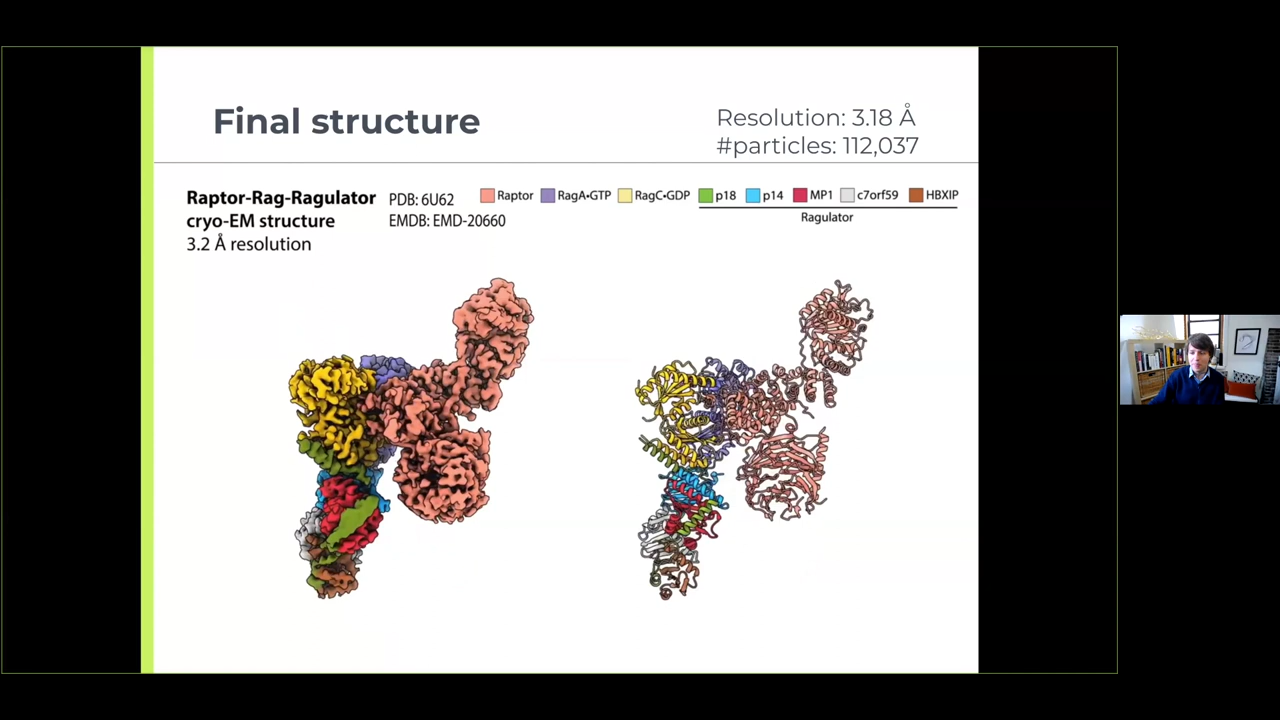 Final structure
Resolution: 3.18 Å
#particles: 112,037
Raptor-Rag-Ragulator
cryo-EM structure
3.2 Å resolution
PDB: 6U62
EMDB: EMD-20660
Raptor RagA•GTP RagC•GDP p18 p14 MP1 c7orf59 HBXIP
Ragulator